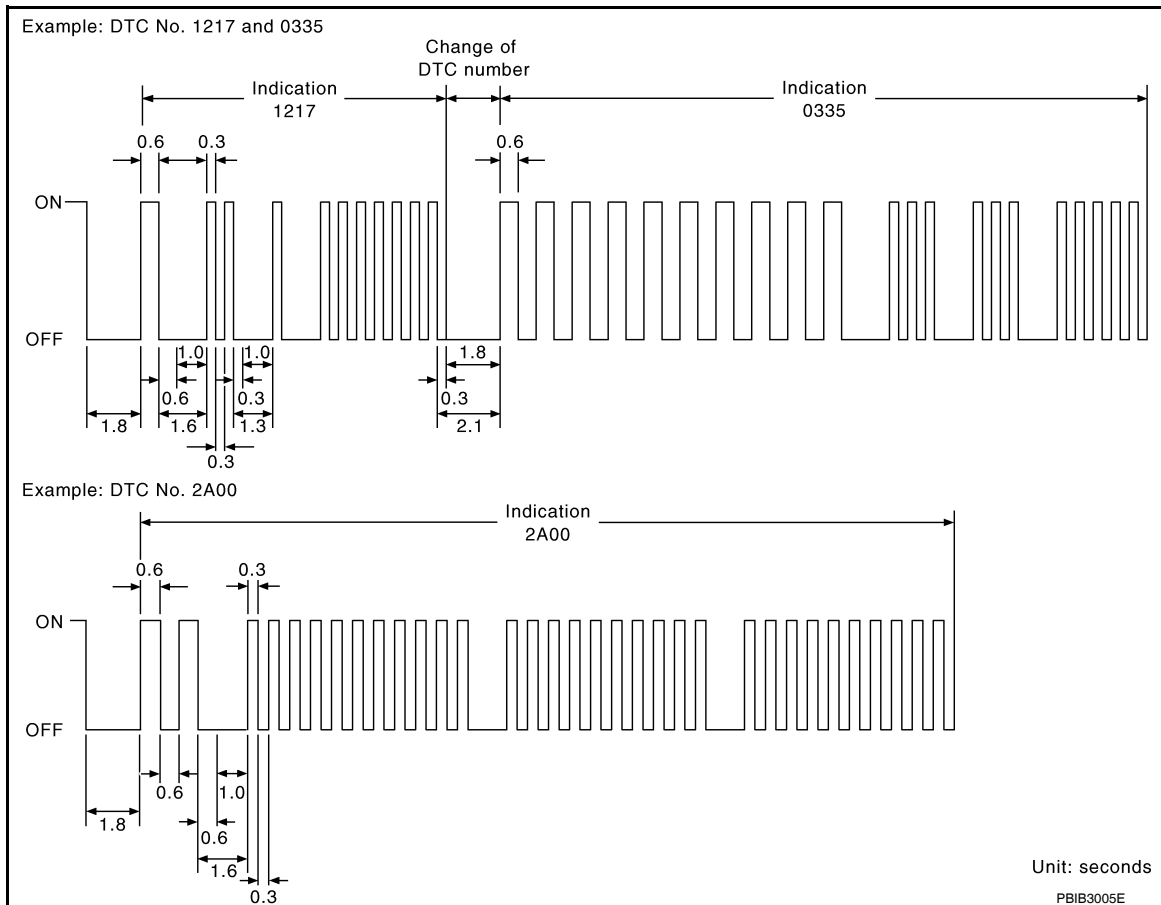 Example: DTC No. 1217 and 0335
Change of
DTC number
Indication
1217
Indication
0335
0.6
0.3
0.6
ON
OFF
1.0
1.0
1.8
0.6
0.3
0.3
1.8
1.6
1.3
2.1
0.3
Example: DTC No. 2A00
Indication
2A00
0.6
0.3
ON
OFF
0.6
1.0
1.8
0.6
1.6
0.3
Unit: seconds
PBIB3005E